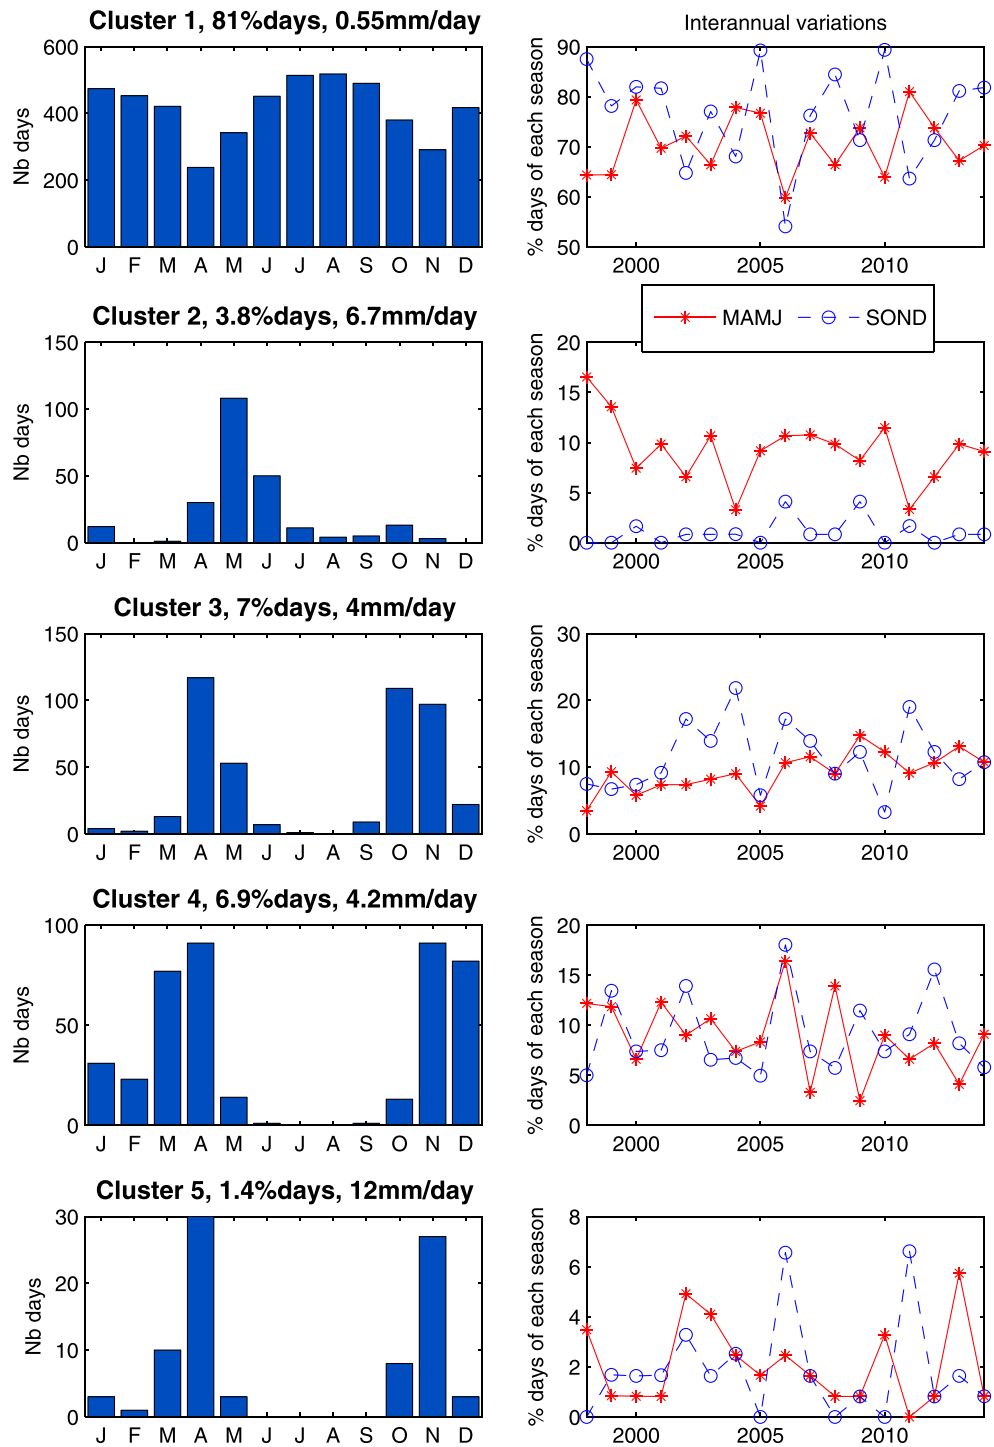 Cluster 1, 81%days, 0.55mm/day
Nb days
600
400
200
0
J F M A M J J A S O N D
Interannual variations
% days of each season
90
80
70
60
50
2000 2005 2010
MAMJ SOND
Cluster 2, 3.8%days, 6.7mm/day
Nb days
150
100
50
0
J F M A M J J A S O N D
% days of each season
20
15
10
5
0
2000 2005 2010
Cluster 3, 7%days, 4mm/day
Nb days
150
100
50
0
J F M A M J J A S O N D
% days of each season
30
20
10
0
2000 2005 2010
Cluster 4, 6.9%days, 4.2mm/day
Nb days
100
50
0
J F M A M J J A S O N D
% days of each season
20
15
10
5
0
2000 2005 2010
Cluster 5, 1.4%days, 12mm/day
Nb days
30
20
10
0
J F M A M J J A S O N D
% days of each season
8
6
4
2
0
2000 2005 2010